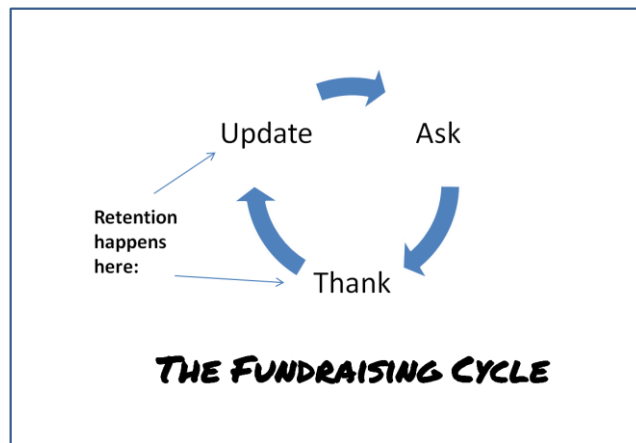 Update
Ask
Retention
happens
here:
Thank
The Fundraising Cycle